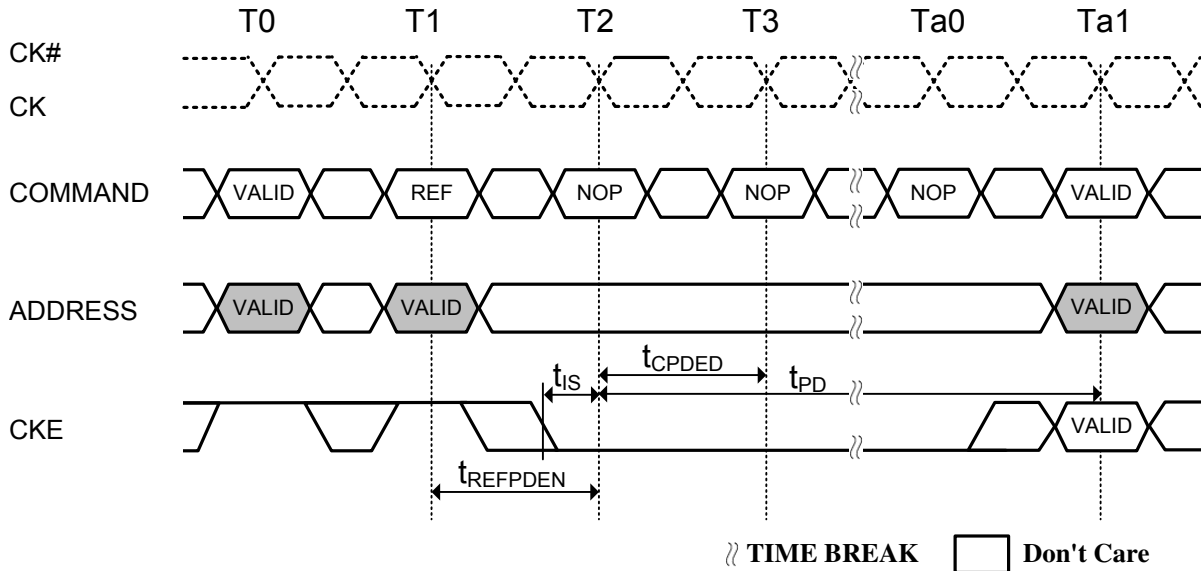 T0 T1 T2 T3 Ta0 Ta1
CK#
CK
COMMAND VALID REF NOP NOP NOP VALID
ADDRESS VALID VALID VALID
tCPDED
tIS tPD
CKE VALID
tREFPDEN
TIME BREAK Don't Care